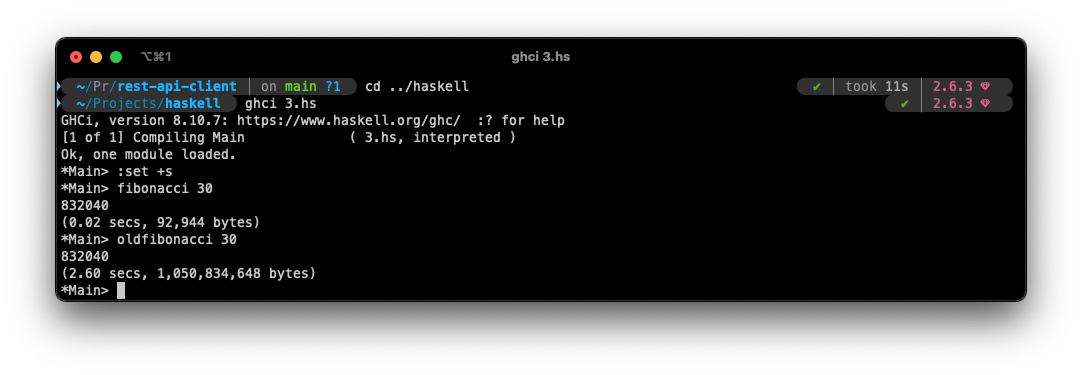 ⌥⌘1 ghci 3.hs
~/Pr/rest-api-client on main ?1 cd ../haskell ✔ took 11s 2.6.3
~/Projects/haskell ghci 3.hs ✔ 2.6.3
GHCi, version 8.10.7: https://www.haskell.org/ghc/  :? for help
[1 of 1] Compiling Main             ( 3.hs, interpreted )
Ok, one module loaded.
*Main> :set +s
*Main> fibonacci 30
832040
(0.02 secs, 92,944 bytes)
*Main> oldfibonacci 30
832040
(2.60 secs, 1,050,834,648 bytes)
*Main>